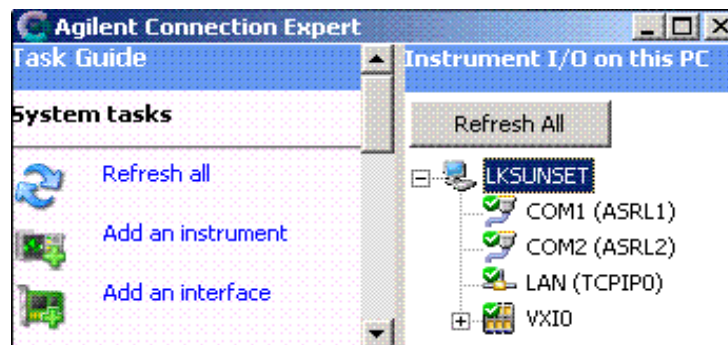 Agilent Connection Expert
Task Guide
System tasks
Refresh all
Add an instrument
Add an interface
Instrument I/O on this PC
Refresh All
LKSUNSET
COM1 (ASRL1)
COM2 (ASRL2)
LAN (TCPIP0)
VXI0